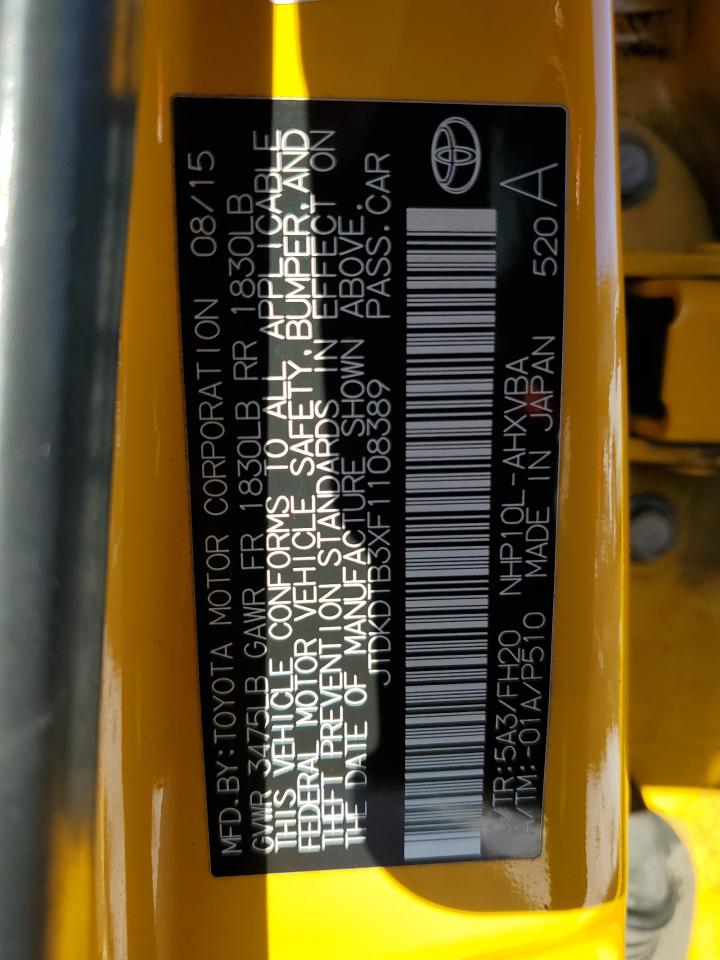 MFD.BY:TOYOTA MOTOR CORPORATION 08/15
GVWR 3475LB GAWR FR 1830LB RR 1830LB
THIS VEHICLE CONFORMS TO ALL APPLICABLE
FEDERAL MOTOR VEHICLE SAFETY, BUMPER, AND
THEFT PREVENTION STANDARDS IN EFFECT ON
THE DATE OF MANUFACTURE SHOWN ABOVE.
JTDKDTB3XF1108389 PASS.CAR
C/TR:5A3/FH20 NHP10L-AHXVBA
A/TM:-01A/P510 MADE IN JAPAN 520 A